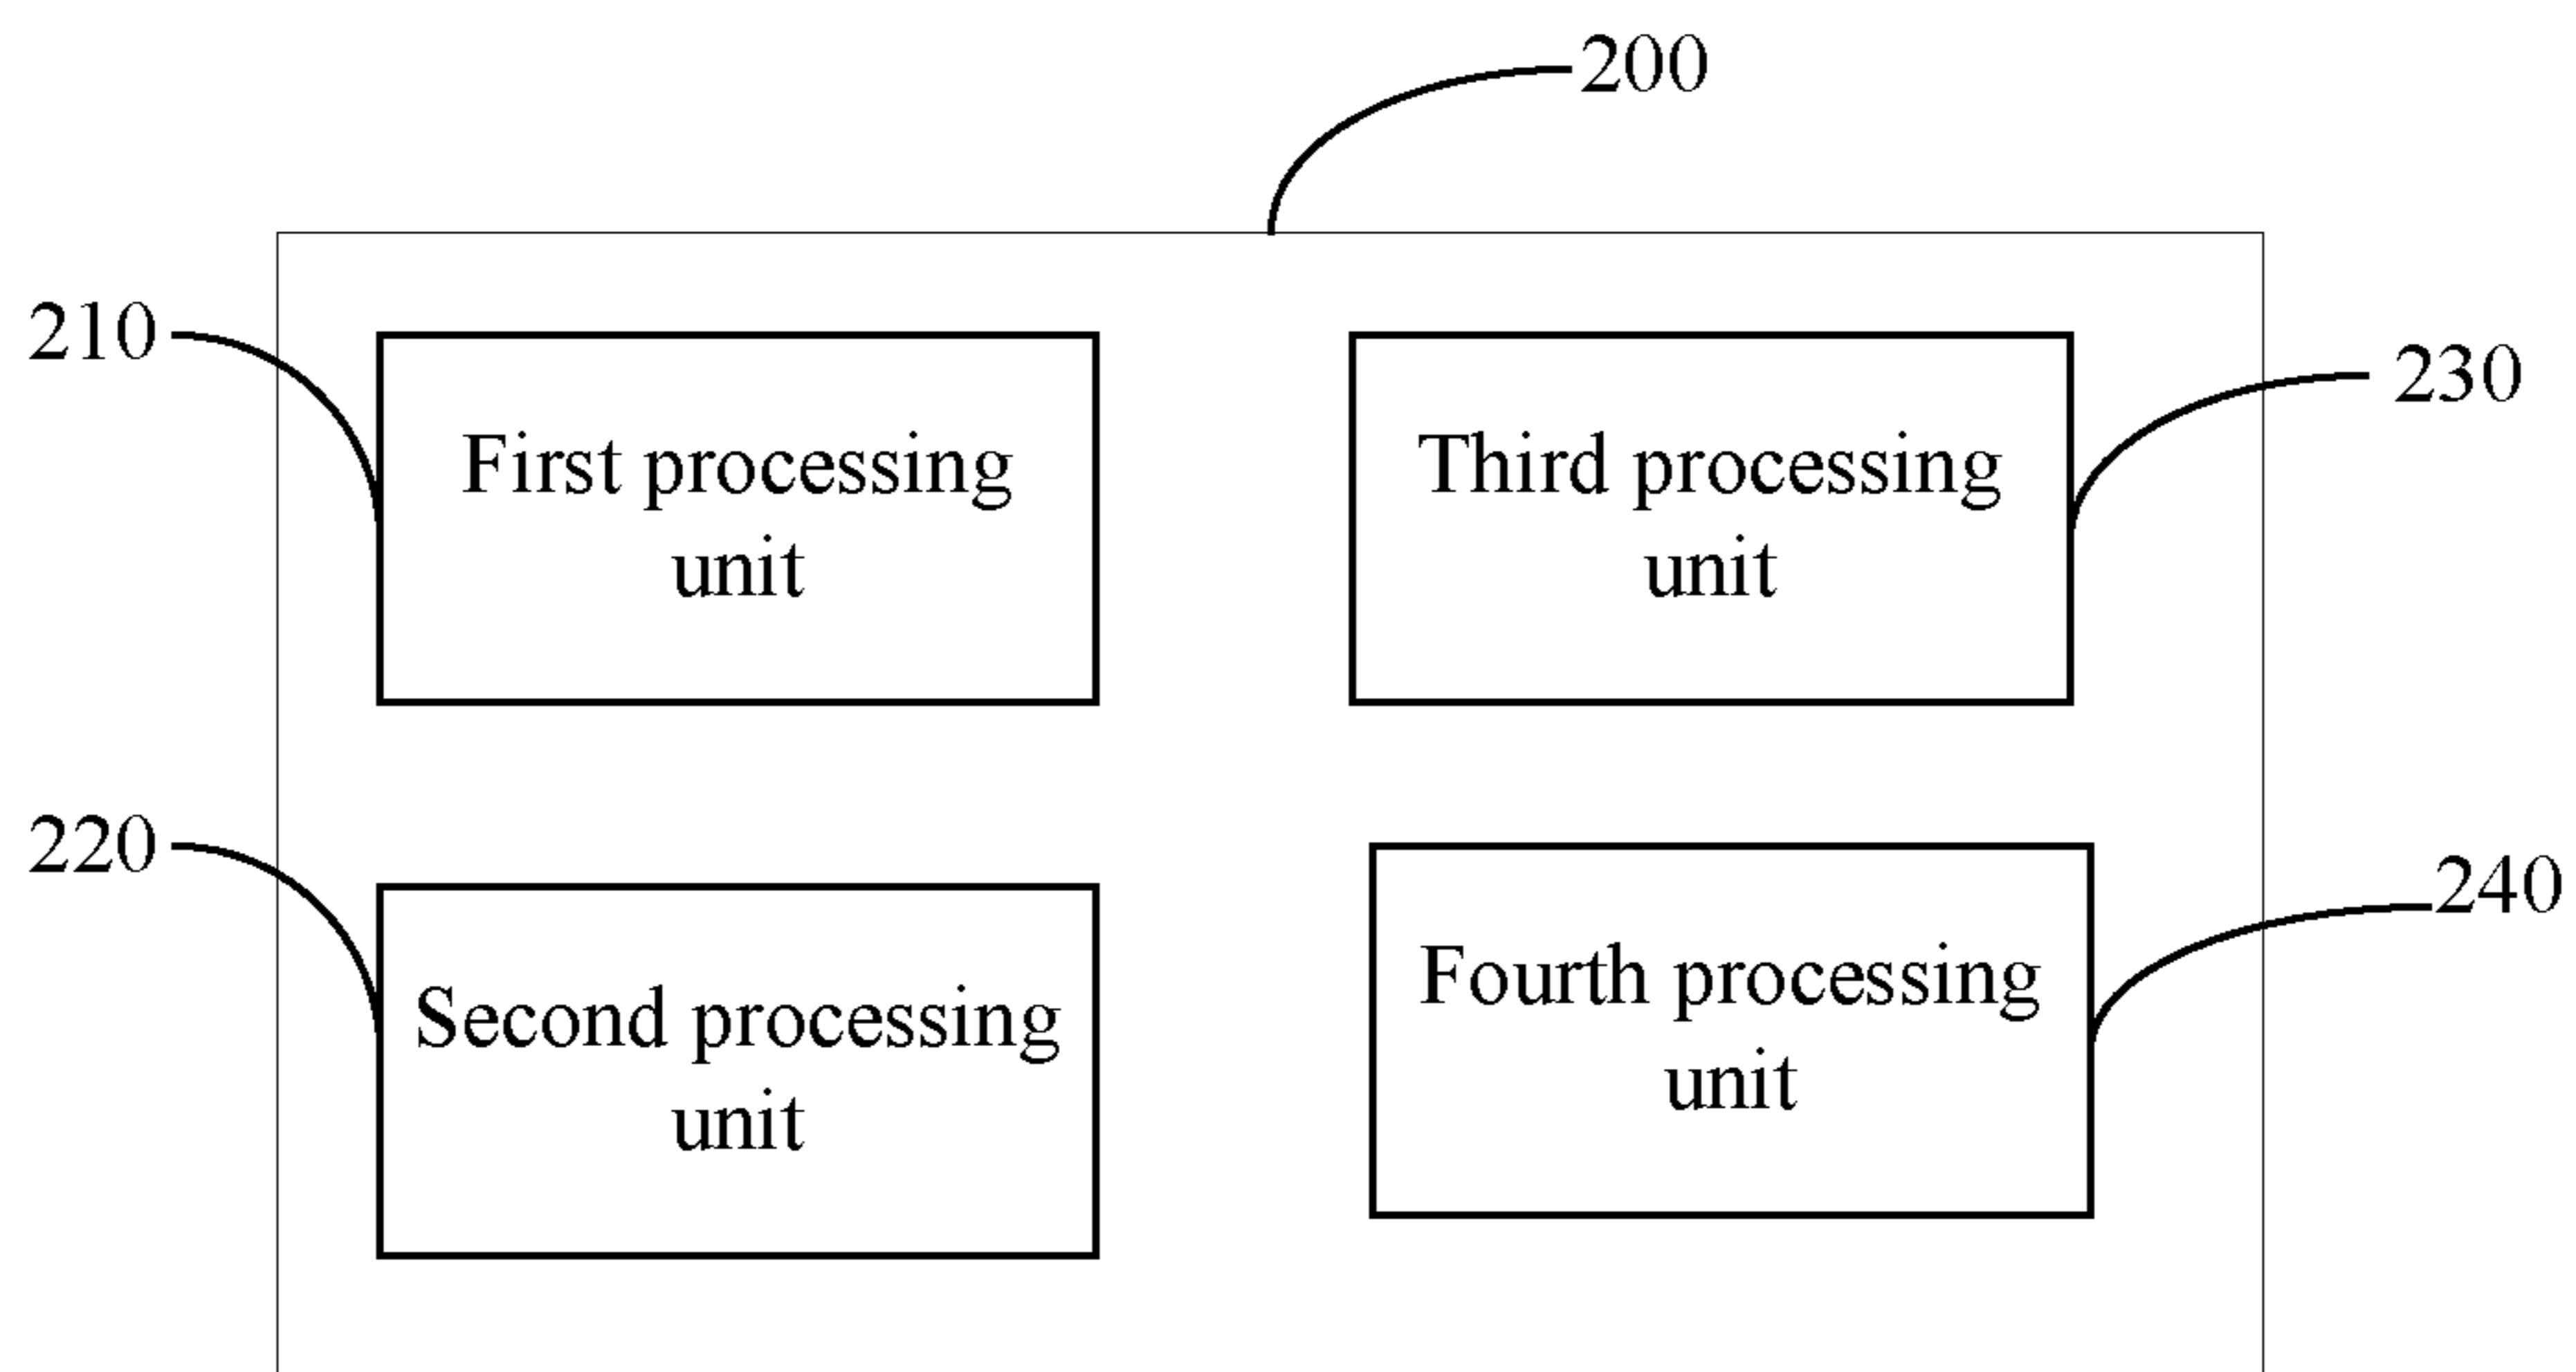 200
210
First processing
unit
Third processing
unit
230
220
Second processing
unit
Fourth processing
unit
240